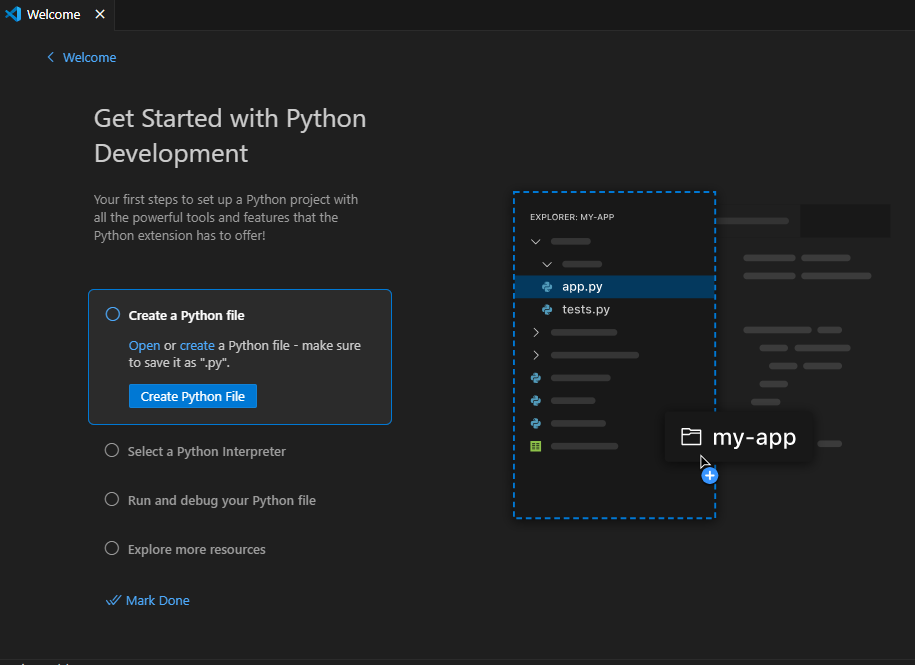 Welcome
Welcome
Get Started with Python
Development
Your first steps to set up a Python project with
all the powerful tools and features that the
Python extension has to offer!
Create a Python file
Open or create a Python file - make sure
to save it as ".py".
Create Python File
Select a Python Interpreter
Run and debug your Python file
Explore more resources
Mark Done
EXPLORER: MY-APP
app.py
tests.py
my-app